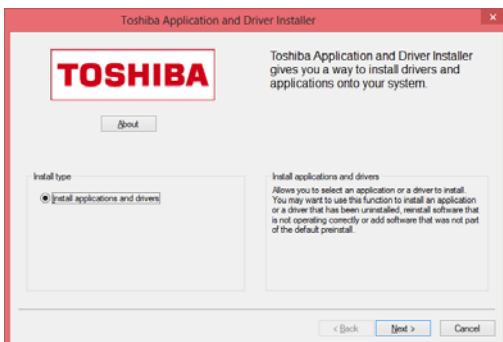 Toshiba Application and Driver Installer
TOSHIBA
Toshiba Application and Driver Installer
gives you a way to install drivers and
applications onto your system.
About
Install type
Install applications and drivers
Install applications and drivers
Allows you to select an application or a driver to install.
You may want to use this function to install an application
or a driver that has been uninstalled, reinstall software that
is not operating correctly or add software that was not part
of the default preinstall.
< Back
Next >
Cancel